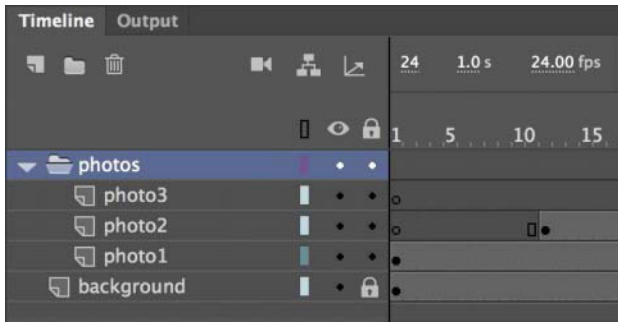 Timeline Output
24 1.0 s 24.00 fps
1 5 10 15
photos
photo3
photo2
photo1
background